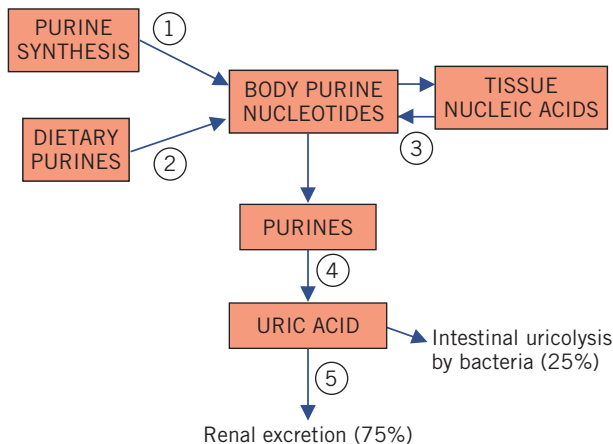 PURINE
SYNTHESIS
1
BODY PURINE
NUCLEOTIDES
TISSUE
NUCLEIC ACIDS
DIETARY
PURINES
2
3
PURINES
4
URIC ACID
Intestinal uricolysis
by bacteria (25%)
5
Renal excretion (75%)